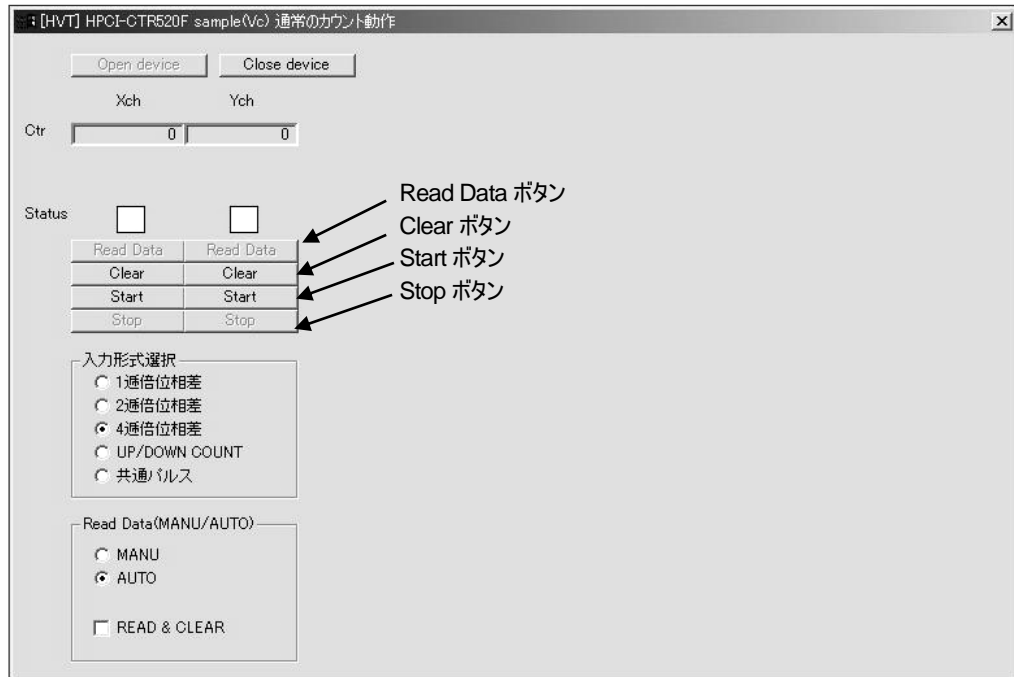 [HVT] HPCI-CTR520F sample(Vc) 通常のカウント動作
Open device Close device
Xch Ych
Ctr 0 0
Status
Read Data Read Data
Clear Clear
Start Start
Stop Stop
Read Data ボタン
Clear ボタン
Start ボタン
Stop ボタン
入力形式選択
1逓倍位相差
2逓倍位相差
4逓倍位相差
UP/DOWN COUNT
共通パルス
Read Data(MANU/AUTO)
MANU
AUTO
READ & CLEAR